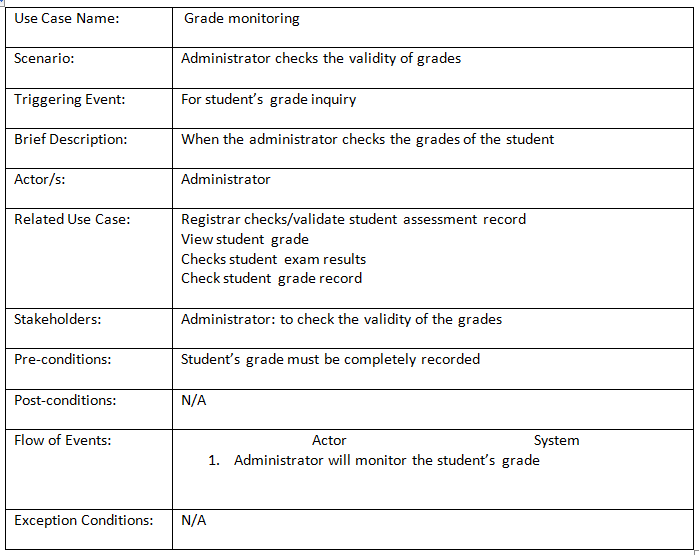 Use Case Name: Grade monitoring
Scenario: Administrator checks the validity of grades
Triggering Event: For student’s grade inquiry
Brief Description: When the administrator checks the grades of the student
Actor/s: Administrator
Related Use Case: Registrar checks/validate student assessment record
View student grade
Checks student exam results
Check student grade record
Stakeholders: Administrator: to check the validity of the grades
Pre-conditions: Student’s grade must be completely recorded
Post-conditions: N/A
Flow of Events: Actor System
1. Administrator will monitor the student’s grade
Exception Conditions: N/A